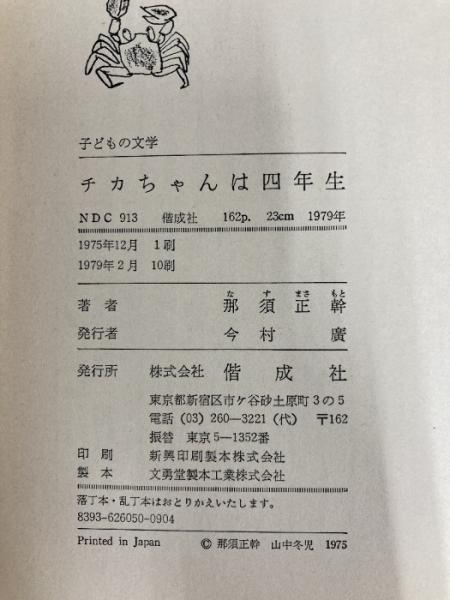 子どもの文学
チカちゃんは四年生
NDC 913 偕成社 162p. 23cm 1979年
1975年12月 1刷
1979年2月 10刷
なすまさもと
著者 那須正幹
発行者 今村廣
発行所 株式会社 偕成社
東京都新宿区市ケ谷砂土原町3の5
電話 (03) 260―3221 (代) 〒162
振替 東京5―1352番
印刷 新興印刷製本株式会社
製本 文勇堂製本工業株式会社
落丁本・乱丁本はおとりかえいたします。
8393-626050-0904
Printed in Japan © 那須正幹 山中冬児 1975